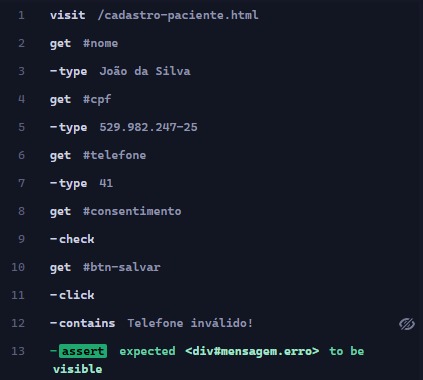 1 visit /cadastro-paciente.html
2 get #nome
3 -type João da Silva
4 get #cpf
5 -type 529.982.247-25
6 get #telefone
7 -type 41
8 get #consentimento
9 -check
10 get #btn-salvar
11 -click
12 -contains Telefone inválido!
13 -assert expected <div#mensagem.erro> to be
visible